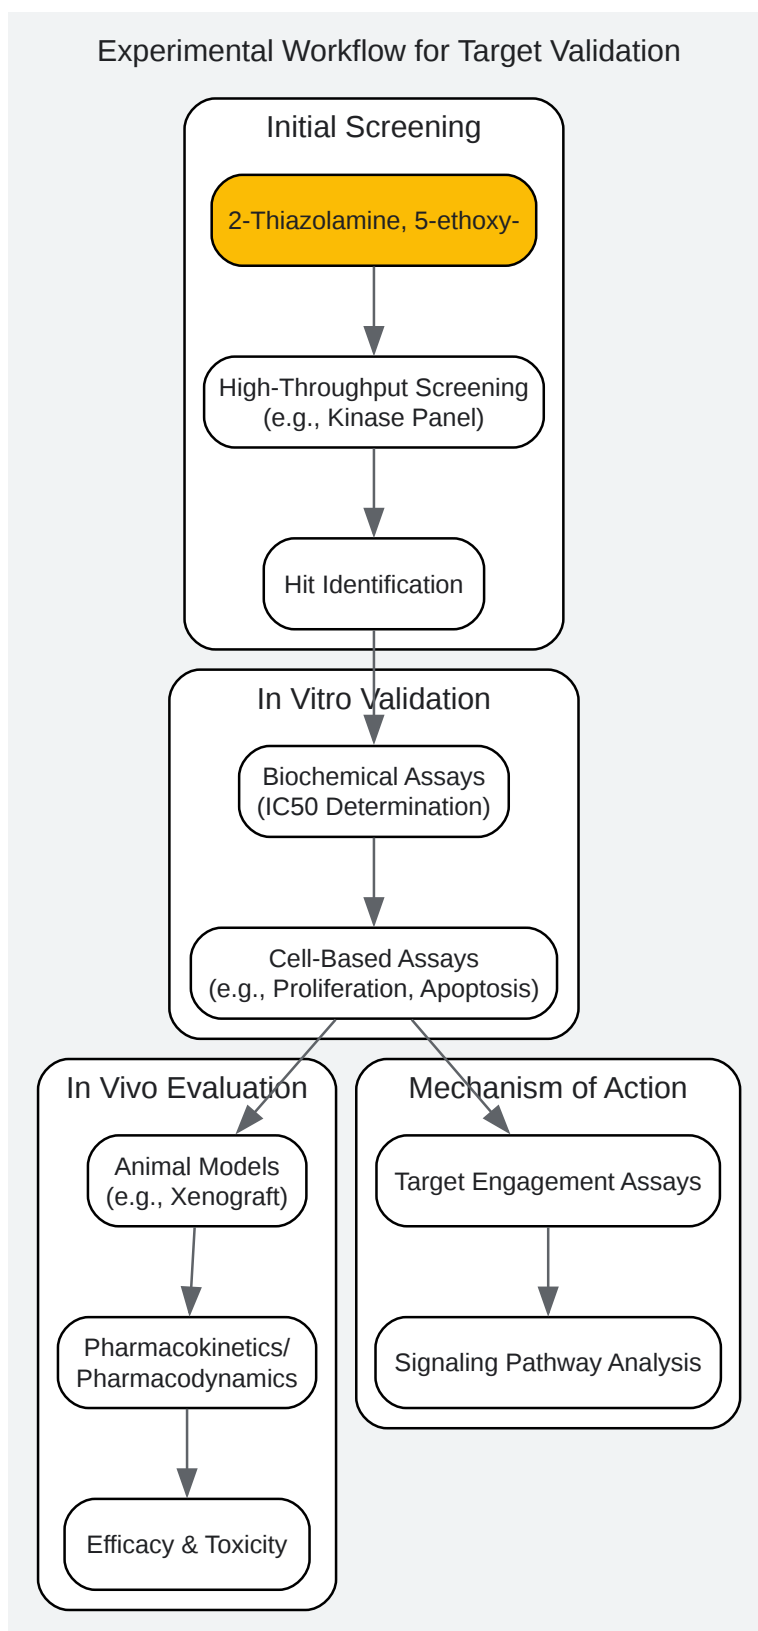 Experimental Workflow for Target Validation
Initial Screening
2-Thiazolamine, 5-ethoxy-
High-Throughput Screening
(e.g., Kinase Panel)
Hit Identification
In Vitro Validation
Biochemical Assays
(IC50 Determination)
Cell-Based Assays
(e.g., Proliferation, Apoptosis)
In Vivo Evaluation
Animal Models
(e.g., Xenograft)
Pharmacokinetics/
Pharmacodynamics
Efficacy & Toxicity
Mechanism of Action
Target Engagement Assays
Signaling Pathway Analysis